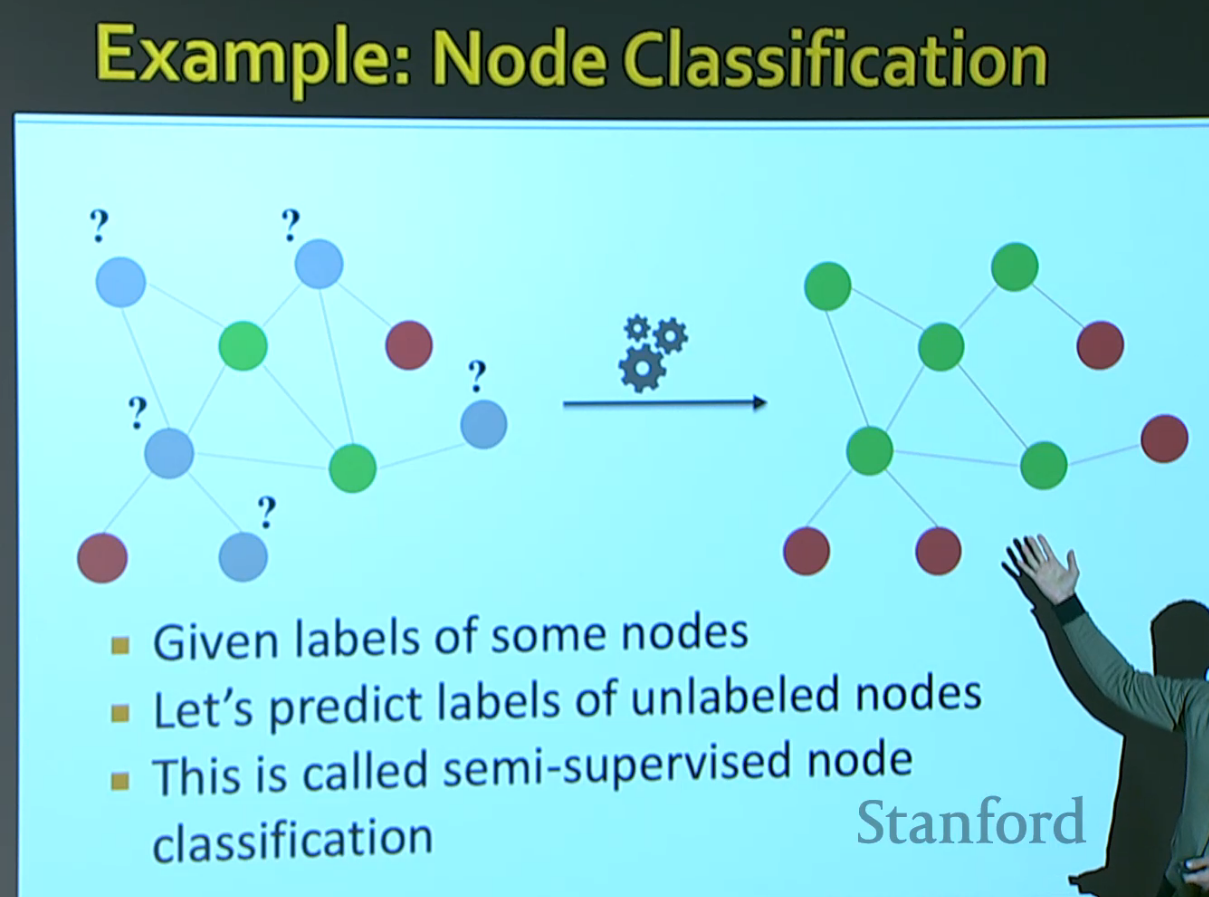 Example: Node Classification
? ?
?
?
?
Given labels of some nodes
Let's predict labels of unlabeled nodes
This is called semi-supervised node
classification
Stanford